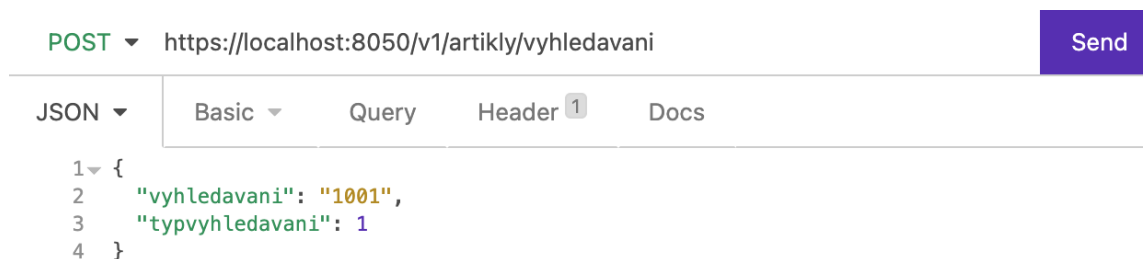 POST https://localhost:8050/v1/artikly/vyhledavani Send
JSON Basic Query Header 1 Docs
1 {
2 "vyhledavani": "1001",
3 "typvyhledavani": 1
4 }